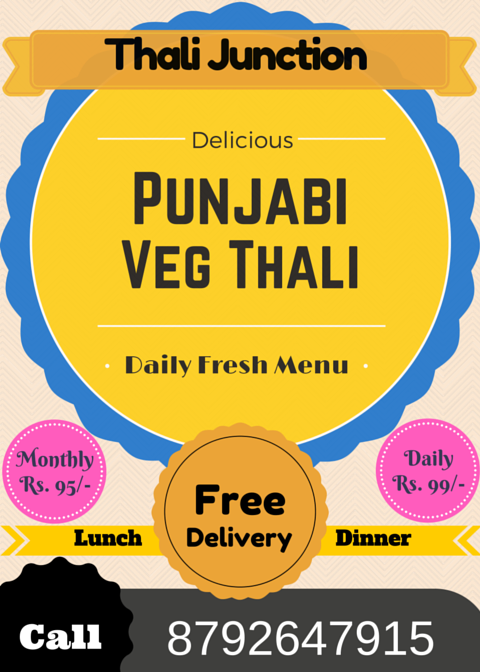 Thali Junction
Delicious
PUNJABI
VEG THALI
Daily Fresh Menu
Monthly
Rs. 95/-
Daily
Rs. 99/-
Free
Delivery
Lunch
Dinner
Call
8792647915